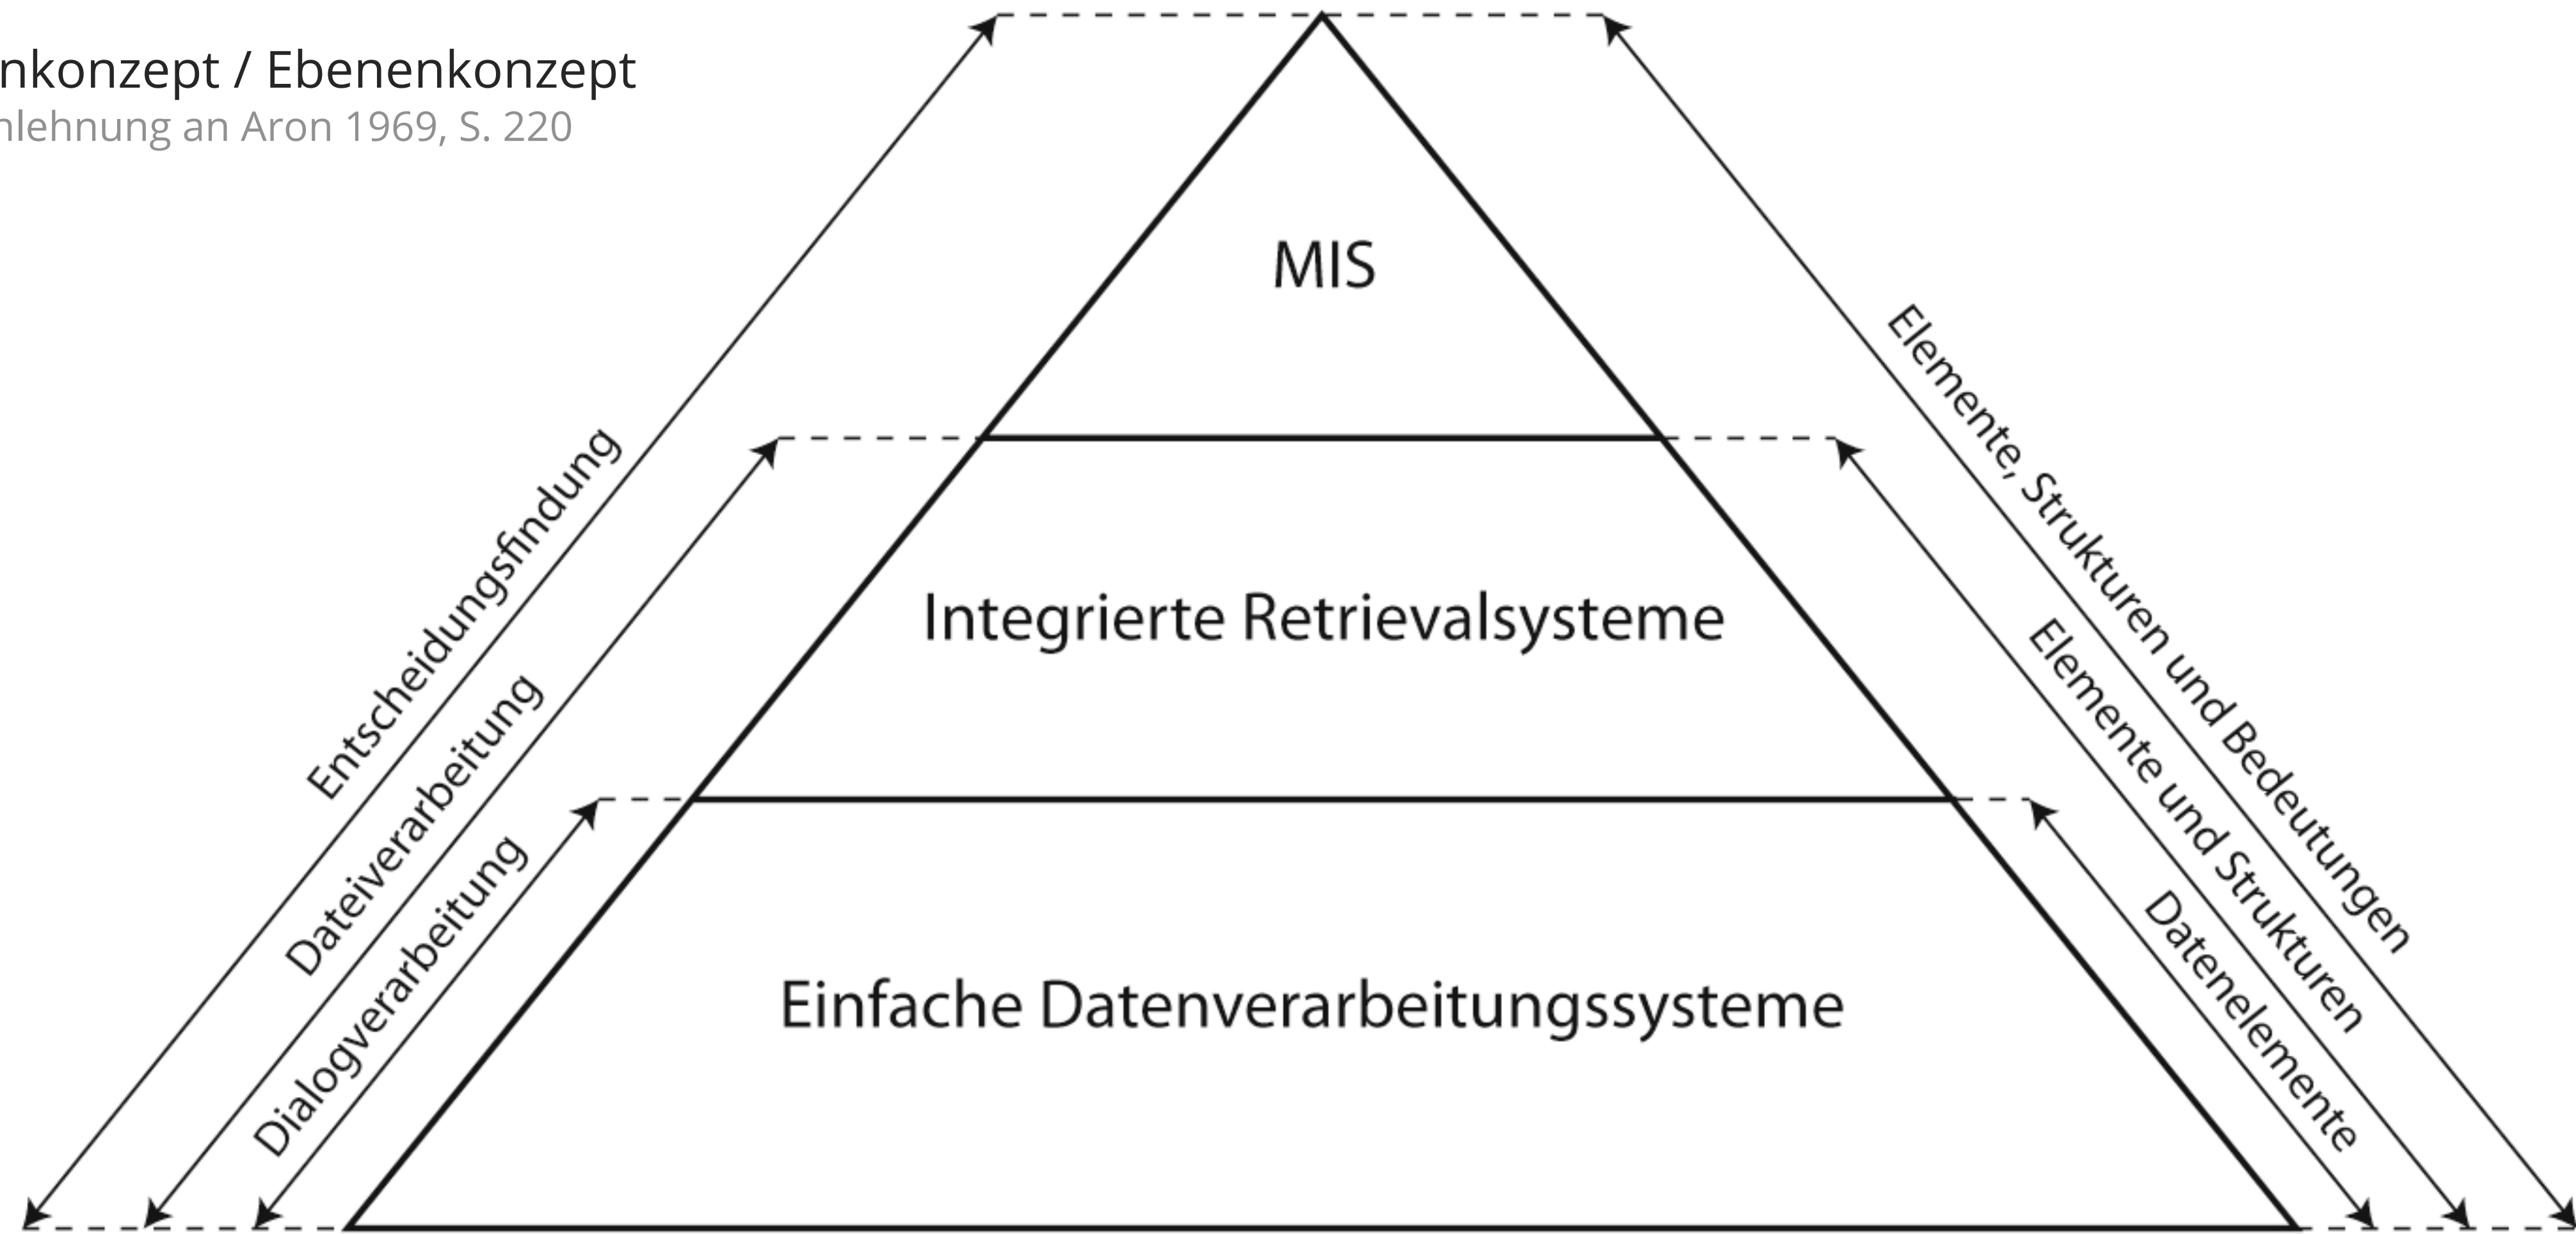 nkonzept / Ebenenkonzept
nlehnung an Aron 1969, S. 220
MIS
Integrierte Retrievalsysteme
Einfache Datenverarbeitungssysteme
Entscheidungsfindung
Dateiverarbeitung
Dialogverarbeitung
Elemente, Strukturen und Bedeutungen
Elemente und Strukturen
Datenelemente